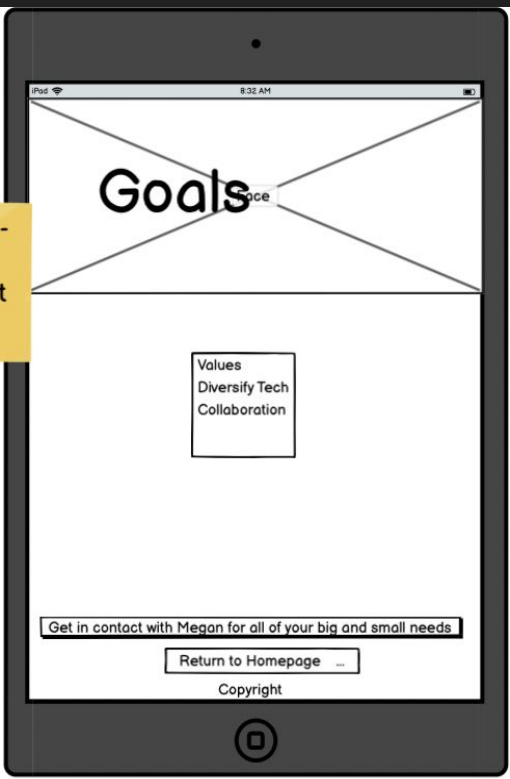 iPad
8:32 AM
Goals
-
t
Values
Diversify Tech
Collaboration
Get in contact with Megan for all of your big and small needs
Return to Homepage ...
Copyright